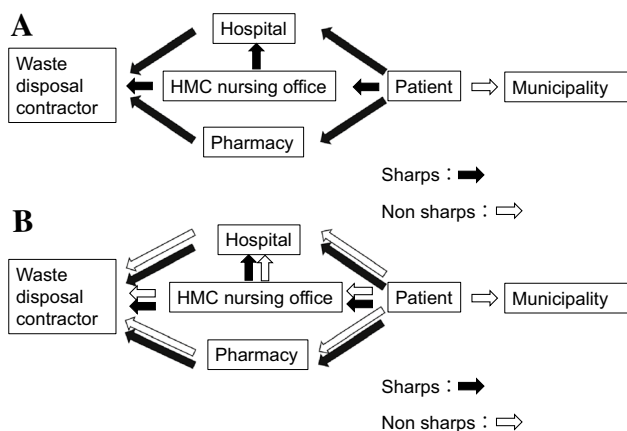 A
Hospital
Waste
disposal
contractor
HMC nursing office
Patient
Municipality
Pharmacy
Sharps：
Non sharps：
B
Hospital
Waste
disposal
contractor
HMC nursing office
Patient
Municipality
Pharmacy
Sharps：
Non sharps：